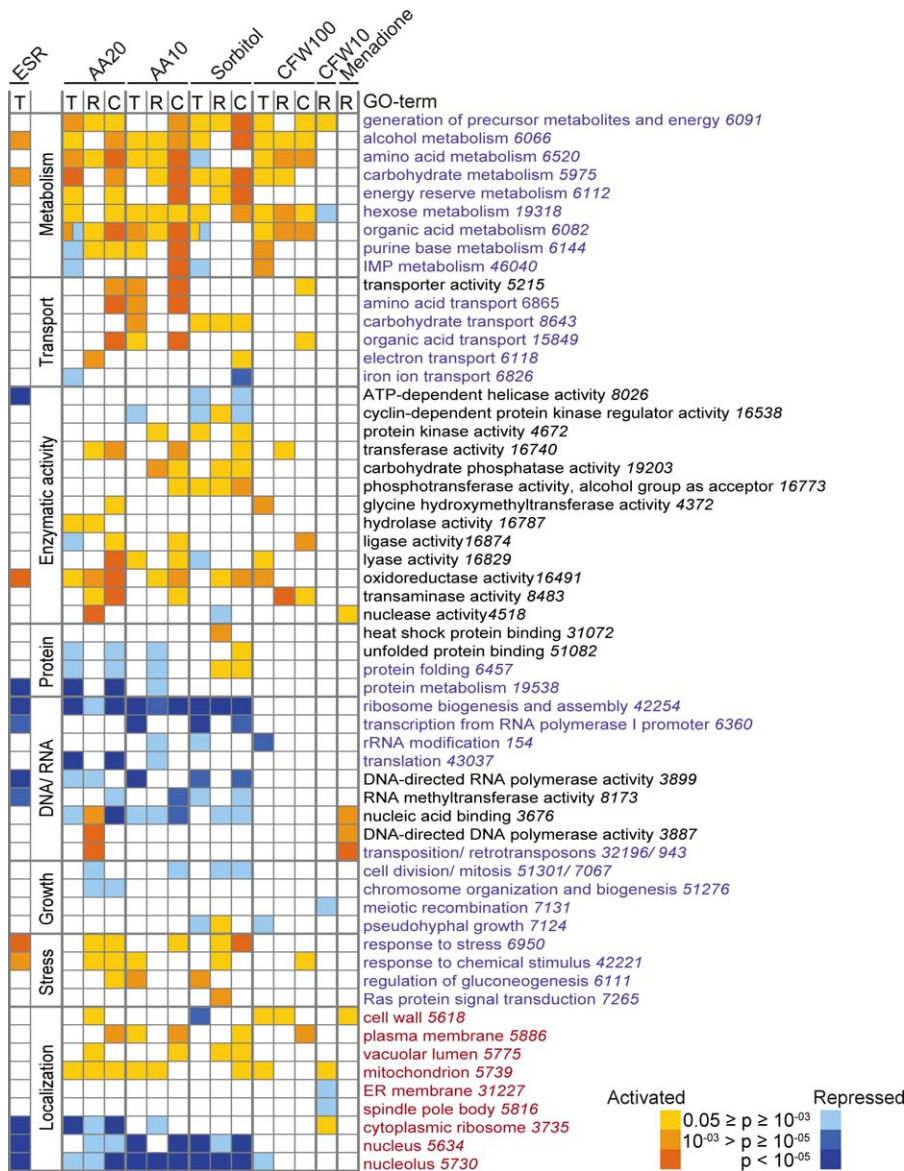 ESR AA20 AA10 Sorbitol CFW100 CFW10 Menadione
T T R C T R C T R C T R C R R GO-term
Metabolism
generation of precursor metabolites and energy 6091
alcohol metabolism 6066
amino acid metabolism 6520
carbohydrate metabolism 5975
energy reserve metabolism 6112
hexose metabolism 19318
organic acid metabolism 6082
purine base metabolism 6144
IMP metabolism 46040
Transport
transporter activity 5215
amino acid transport 6865
carbohydrate transport 8643
organic acid transport 15849
electron transport 6118
iron ion transport 6826
Enzymatic activity
ATP-dependent helicase activity 8026
cyclin-dependent protein kinase regulator activity 16538
protein kinase activity 4672
transferase activity 16740
carbohydrate phosphatase activity 19203
phosphotransferase activity, alcohol group as acceptor 16773
glycine hydroxymethyltransferase activity 4372
hydrolase activity 16787
ligase activity16874
lyase activity 16829
oxidoreductase activity16491
transaminase activity 8483
nuclease activity4518
Protein
heat shock protein binding 31072
unfolded protein binding 51082
protein folding 6457
protein metabolism 19538
DNA/ RNA
ribosome biogenesis and assembly 42254
transcription from RNA polymerase I promoter 6360
rRNA modification 154
translation 43037
DNA-directed RNA polymerase activity 3899
RNA methyltransferase activity 8173
nucleic acid binding 3676
DNA-directed DNA polymerase activity 3887
transposition/ retrotransposons 32196/ 943
Growth
cell division/ mitosis 51301/ 7067
chromosome organization and biogenesis 51276
meiotic recombination 7131
pseudohyphal growth 7124
Stress
response to stress 6950
response to chemical stimulus 42221
regulation of gluconeogenesis 6111
Ras protein signal transduction 7265
Localization
cell wall 5618
plasma membrane 5886
vacuolar lumen 5775
mitochondrion 5739
ER membrane 31227
spindle pole body 5816
cytoplasmic ribosome 3735
nucleus 5634
nucleolus 5730
Activated Repressed
0.05 ≥ p ≥ 10⁻⁰³
10⁻⁰³ > p ≥ 10⁻⁰⁵
p < 10⁻⁰⁵